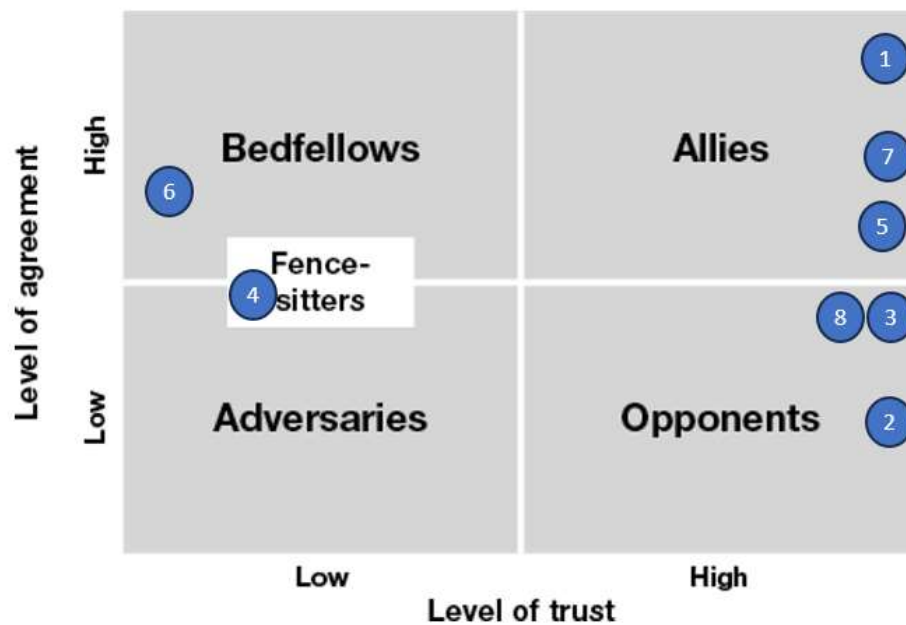 1
High
Bedfellows
Allies
7
6
5
Fence-
4
sitters
8
3
Level of agreement
Low
Adversaries
Opponents
2
Low
High
Level of trust